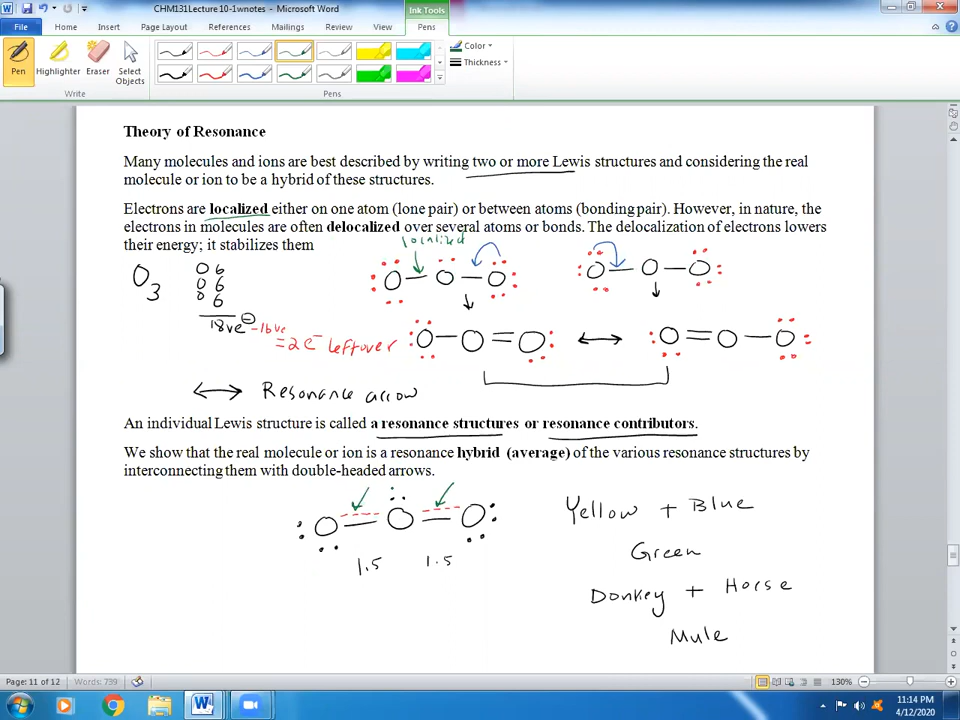 CHM131Lecture 10-1wnotes - Microsoft Word
Ink Tools
File Home Insert Page Layout References Mailings Review View Pens
Pen Highlighter Eraser Select Objects
Color
Thickness
Write Pens
Theory of Resonance
Many molecules and ions are best described by writing two or more Lewis structures and considering the real
molecule or ion to be a hybrid of these structures.
Electrons are localized either on one atom (lone pair) or between atoms (bonding pair). However, in nature, the
electrons in molecules are often delocalized over several atoms or bonds. The delocalization of electrons lowers
their energy; it stabilizes them
localized
O3
O 6
O 6
O 6
18ve⊖ -16ve
=2e⁻ leftover
O — O — O
O — O — O
O — O = O ↔ O = O — O
↔ Resonance arrow
An individual Lewis structure is called a resonance structures or resonance contributors.
We show that the real molecule or ion is a resonance hybrid (average) of the various resonance structures by
interconnecting them with double-headed arrows.
O = O = O
1.5 1.5
Yellow + Blue
Green
Donkey + Horse
Mule
Page: 11 of 12 Words: 739 130%
11:14 PM
4/12/2020